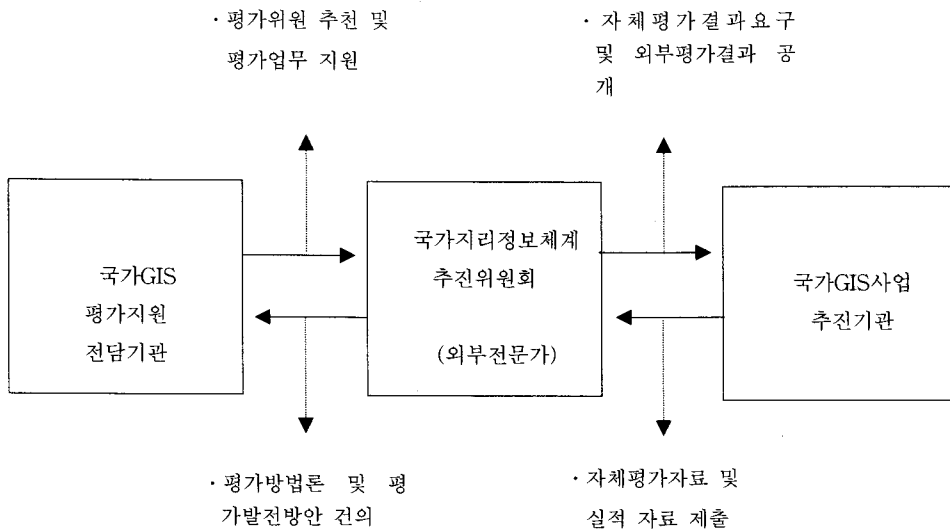 · 평가위원 추천 및
평가업무 지원
· 자체평가결과요구
및 외부평가결과 공
개
국가GIS
평가지원
전담기관
국가지리정보체계
추진위원회
(외부전문가)
국가GIS사업
추진기관
· 평가방법론 및 평
가발전방안 건의
· 자체평가자료 및
실적 자료 제출